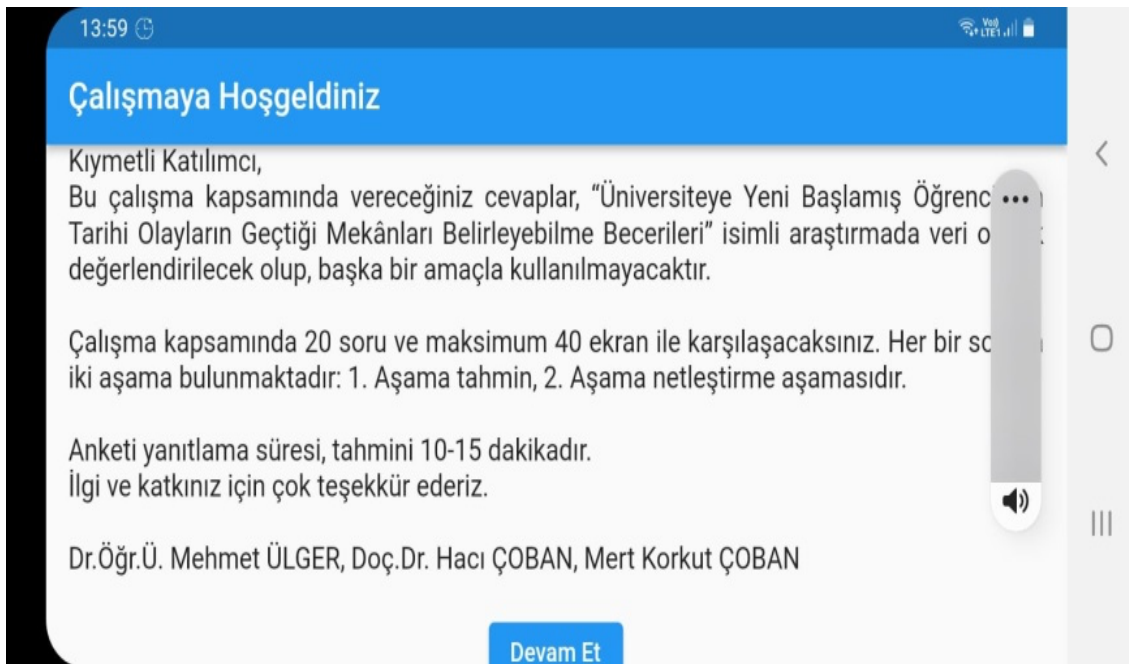 13:59
Vo)) LTE1
Çalışmaya Hoşgeldiniz
Kıymetli Katılımcı,
Bu çalışma kapsamında vereceğiniz cevaplar, “Üniversiteye Yeni Başlamış Öğrenc
Tarihi Olayların Geçtiği Mekânları Belirleyebilme Becerileri” isimli araştırmada veri o
değerlendirilecek olup, başka bir amaçla kullanılmayacaktır.
Çalışma kapsamında 20 soru ve maksimum 40 ekran ile karşılaşacaksınız. Her bir so
iki aşama bulunmaktadır: 1. Aşama tahmin, 2. Aşama netleştirme aşamasıdır.
Anketi yanıtlama süresi, tahmini 10-15 dakikadır.
İlgi ve katkınız için çok teşekkür ederiz.
Dr.Öğr.Ü. Mehmet ÜLGER, Doç.Dr. Hacı ÇOBAN, Mert Korkut ÇOBAN
Devam Et